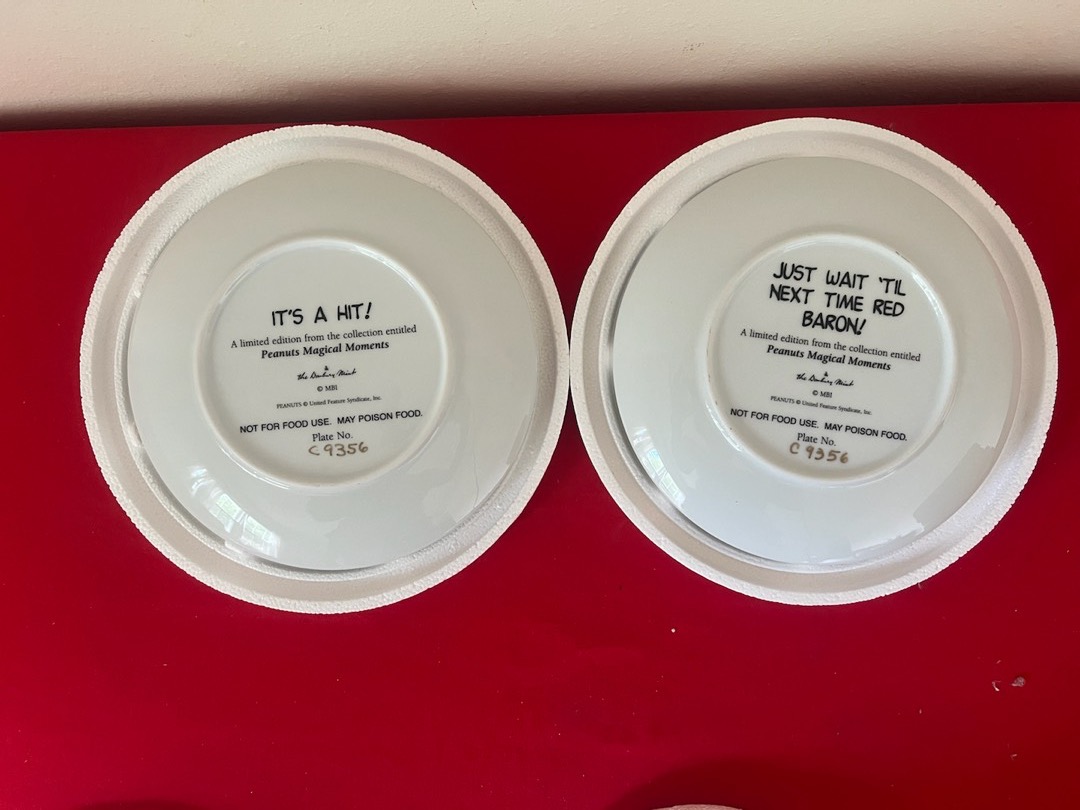 IT'S A HIT!
A limited edition from the collection entitled
Peanuts Magical Moments
&
the Danbury Mint
© MBI
PEANUTS © United Feature Syndicate, Inc.
NOT FOR FOOD USE. MAY POISON FOOD.
Plate No.
C9356
JUST WAIT 'TIL
NEXT TIME RED
BARON!
A limited edition from the collection entitled
Peanuts Magical Moments
&
the Danbury Mint
© MBI
PEANUTS © United Feature Syndicate, Inc.
NOT FOR FOOD USE. MAY POISON FOOD.
Plate No.
C 9356